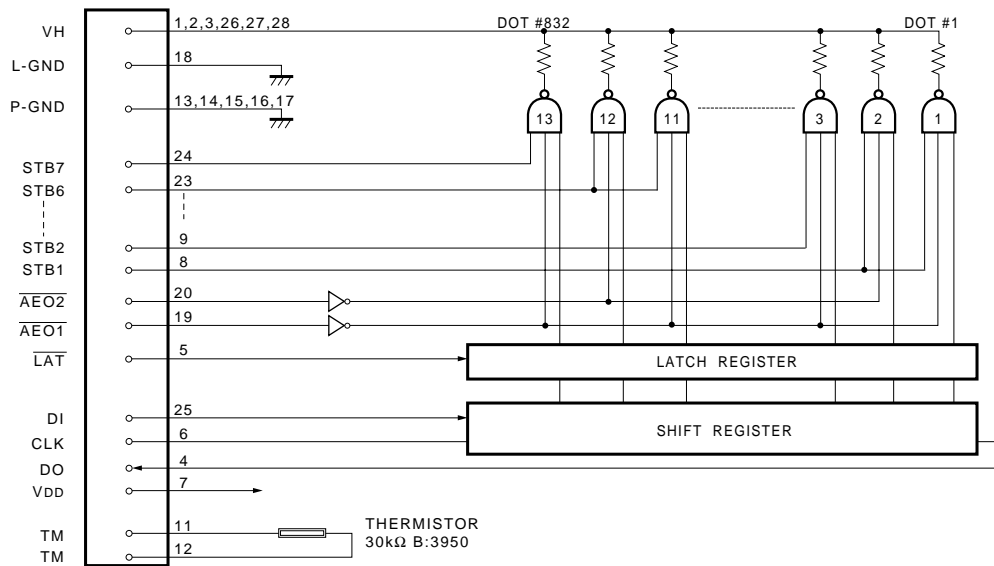 VH 1,2,3,26,27,28 DOT #832 DOT #1
L-GND 18
P-GND 13,14,15,16,17
13 12 11 3 2 1
STB7 24
STB6 23
STB2 9
STB1 8
AEO2 20
AEO1 19
LAT 5 LATCH REGISTER
DI 25
SHIFT REGISTER
CLK 6
DO 4
VDD 7
TM 11 THERMISTOR
30kΩ B:3950
TM 12